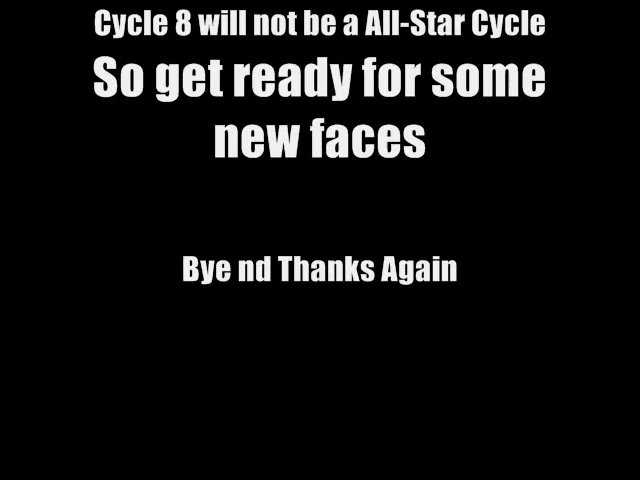 Cycle 8 will not be a All-Star Cycle
So get ready for some
new faces
Bye nd Thanks Again